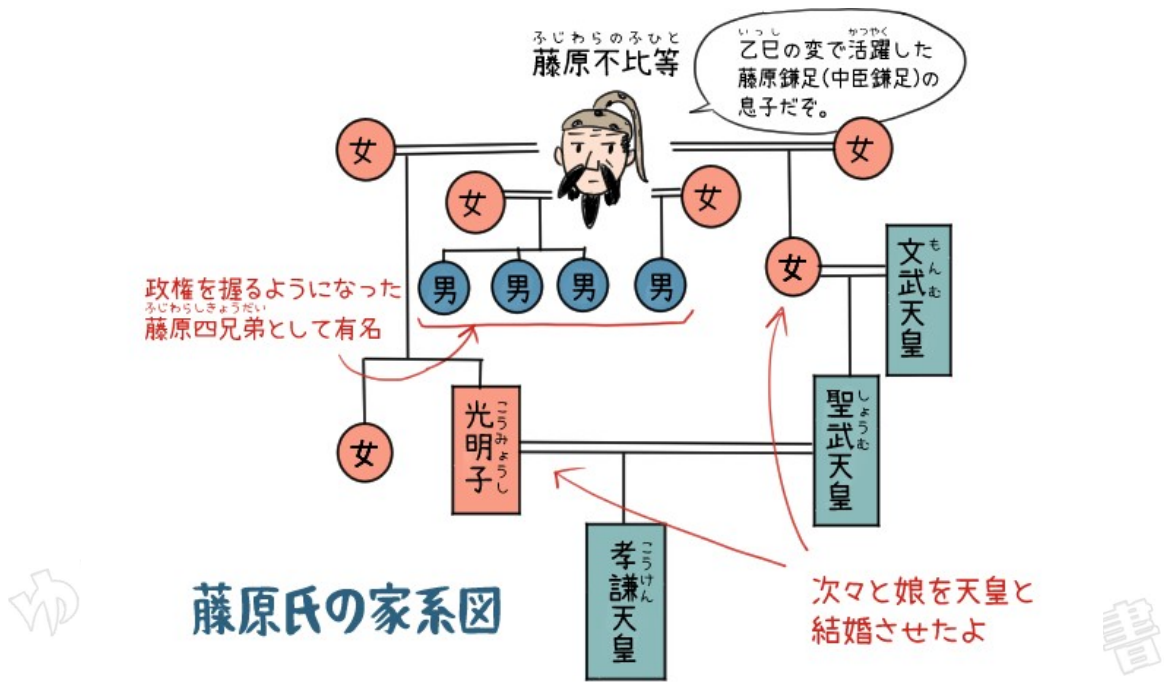 ふじわらのふひと
藤原不比等
いっし かつやく
乙巳の変で活躍した
藤原鎌足(中臣鎌足)の
息子だぞ。
女
女
女
女
男
男
男
男
女
文武天皇
もんむ
政権を握るようになった
ふじわらしきょうだい
藤原四兄弟として有名
女
光明子
こうみょうし
聖武天皇
しょうむ
孝謙天皇
こうけん
次々と娘を天皇と
結婚させたよ
藤原氏の家系図
ゆ
書